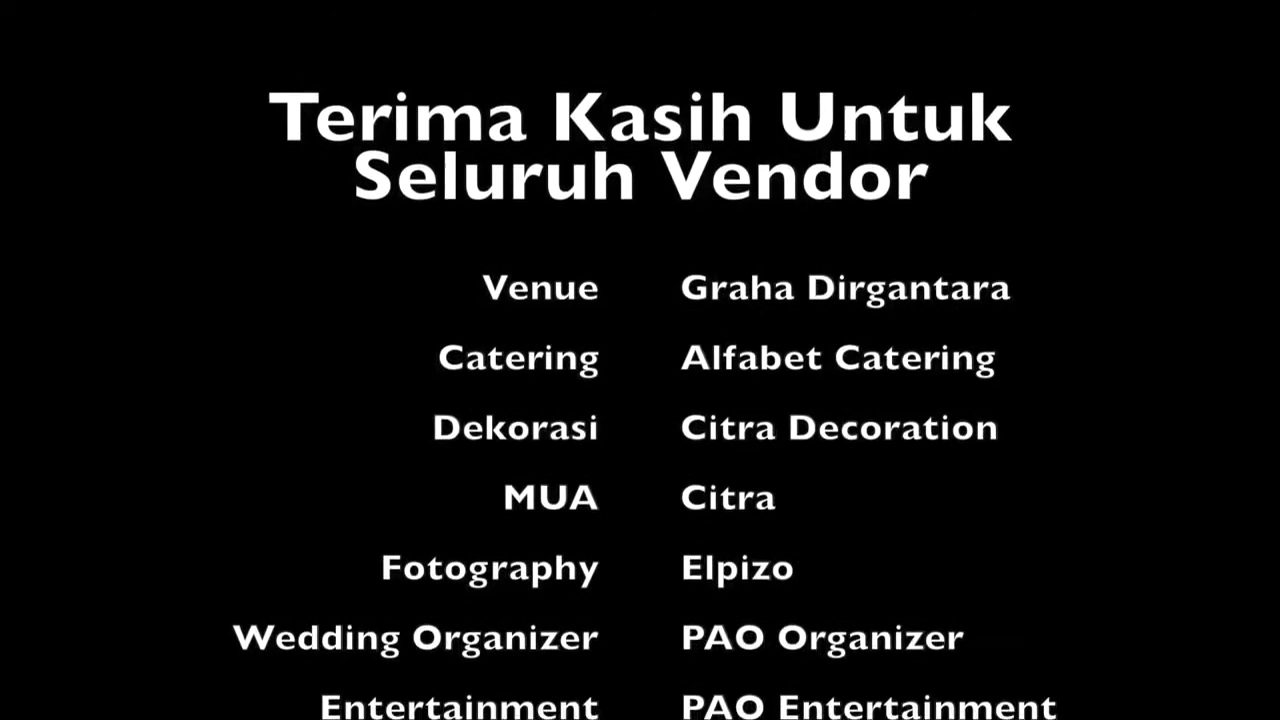 Terima Kasih Untuk
Seluruh Vendor
Venue Graha Dirgantara
Catering Alfabet Catering
Dekorasi Citra Decoration
MUA Citra
Fotography Elpizo
Wedding Organizer PAO Organizer
Entertainment PAO Entertainment